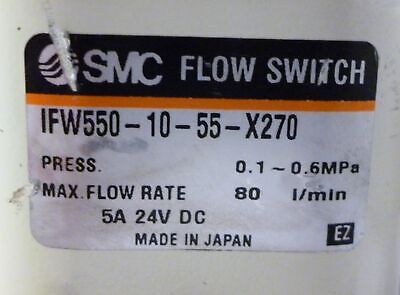 SMC FLOW SWITCH
IFW550-10-55-X270
PRESS. 0.1~0.6MPa
MAX.FLOW RATE 80 l/min
5A 24V DC
MADE IN JAPAN EZ